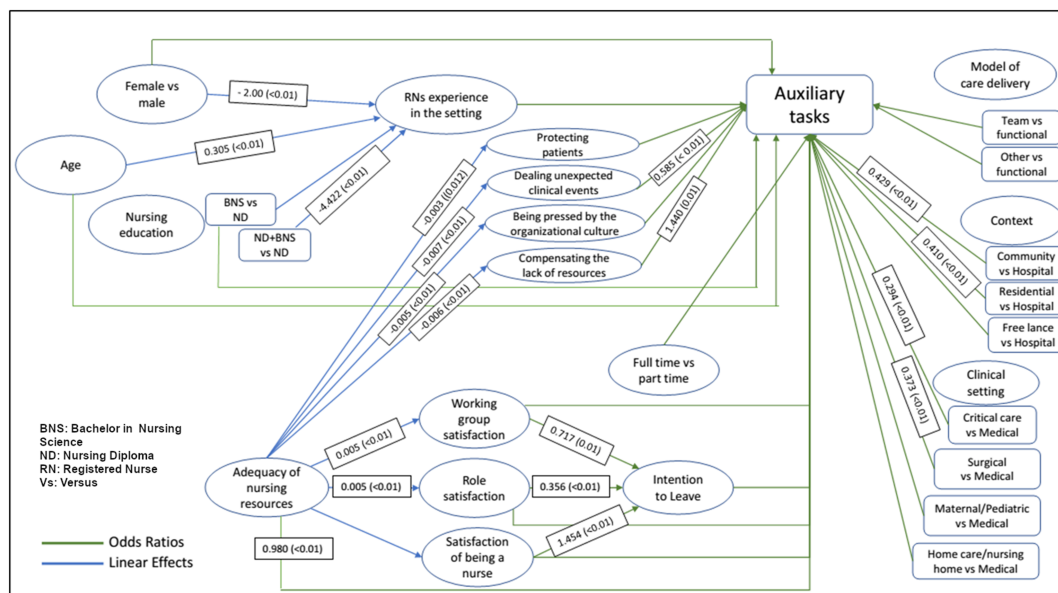 Female vs
male
- 2.00 (<0.01)
RNs experience
in the setting
Auxiliary
tasks
Model of
care delivery
Team vs
functional
Other vs
functional
Age
0.305 (<0.01)
-4.422 (<0.01)
Nursing
education
BNS vs
ND
ND+BNS
vs ND
Protecting
patients
Dealing unexpected
clinical events
Being pressed by the
organizational culture
Compensating the
lack of resources
-0.003 ((0.012)
-0.007 (<0.01)
-0.005 (<0.01)
-0.006 (<0.01)
0.585 (< 0.01)
1.440 (0.01)
0.429 (<0.01)
0.410 (<0.01)
0.294 (<0.01)
0.373 (<0.01)
Context
Community
vs Hospital
Residential
vs Hospital
Free lance
vs Hospital
Full time vs
part time
Clinical
setting
Critical care
vs Medical
Surgical
vs Medical
Maternal/Pediatric
vs Medical
Home care/nursing
home vs Medical
BNS: Bachelor in Nursing
Science
ND: Nursing Diploma
RN: Registered Nurse
Vs: Versus
Adequacy of
nursing
resources
0.005 (<0.01)
0.005 (<0.01)
0.980 (<0.01)
Working
group
satisfaction
Role
satisfaction
Satisfaction
of being a
nurse
0.717 (0.01)
0.356 (<0.01)
1.454 (<0.01)
Intention
to Leave
Odds Ratios
Linear Effects